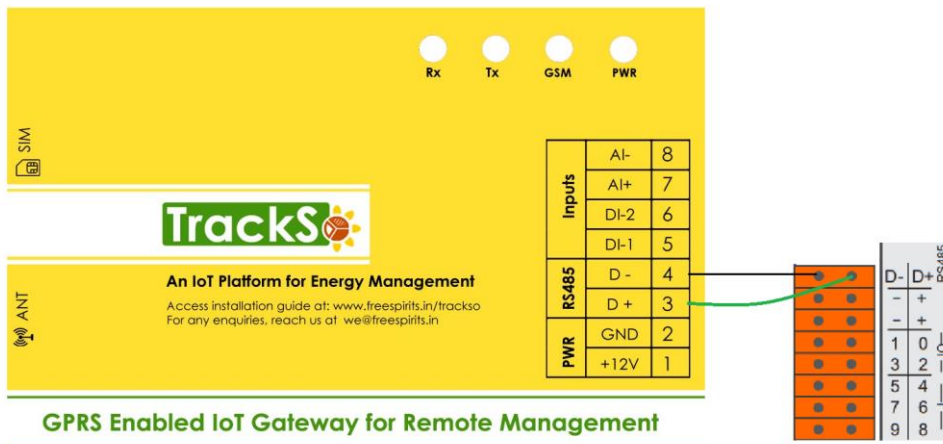 Rx Tx GSM PWR
SIM
Inputs
AI- 8
AI+ 7
DI-2 6
DI-1 5
TrackS
An IoT Platform for Energy Management
Access installation guide at: www.freespirits.in/trackso
For any enquiries, reach us at we@freespirits.in
ANT
RS485
D - 4
D + 3
PWR
GND 2
+12V 1
GPRS Enabled IoT Gateway for Remote Management
D- D+ RS485
- +
- +
1 0
3 2
5 4
7 6
9 8